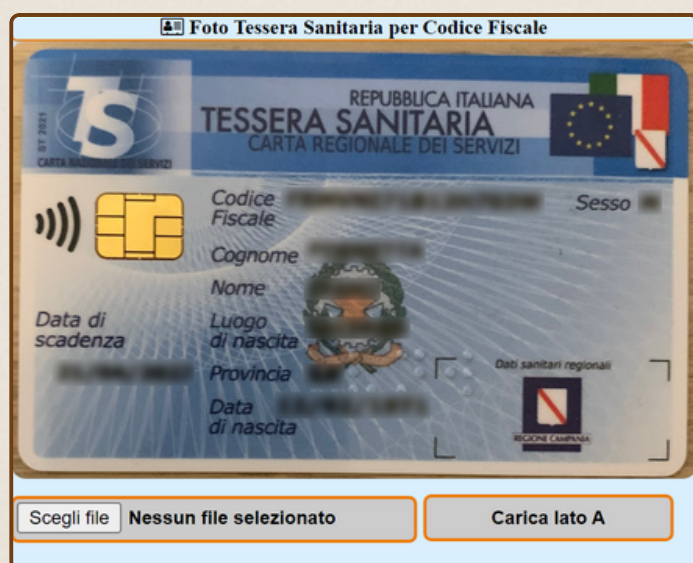 Foto Tessera Sanitaria per Codice Fiscale
REPUBBLICA ITALIANA
TESSERA SANITARIA
CARTA REGIONALE DEI SERVIZI
TS
GT 2021
CARTA NAZIONALE DEI SERVIZI
Codice Fiscale
Sesso
Cognome
Nome
Data di scadenza
Luogo di nascita
Provincia
Data di nascita
Dati sanitari regionali
REGIONE CAMPANIA
Scegli file Nessun file selezionato
Carica lato A